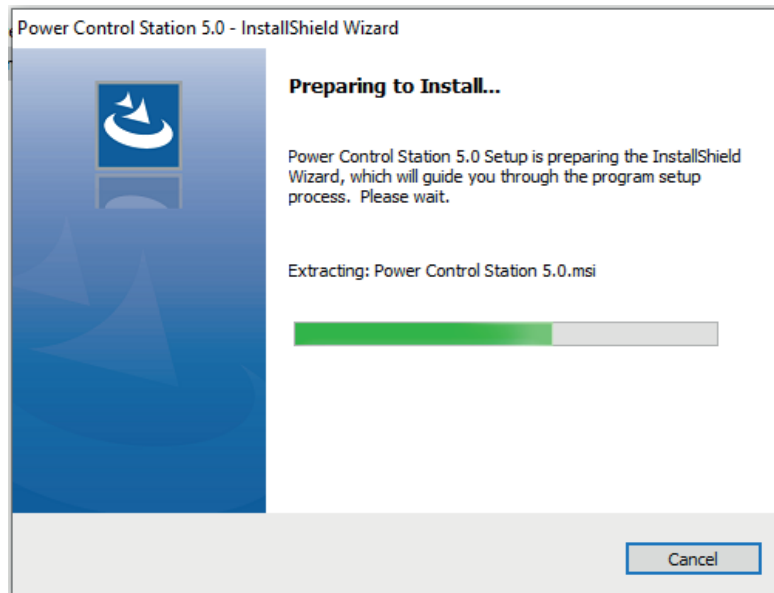 Power Control Station 5.0 - InstallShield Wizard
Preparing to Install...
Power Control Station 5.0 Setup is preparing the InstallShield
Wizard, which will guide you through the program setup
process. Please wait.
Extracting: Power Control Station 5.0.msi
Cancel